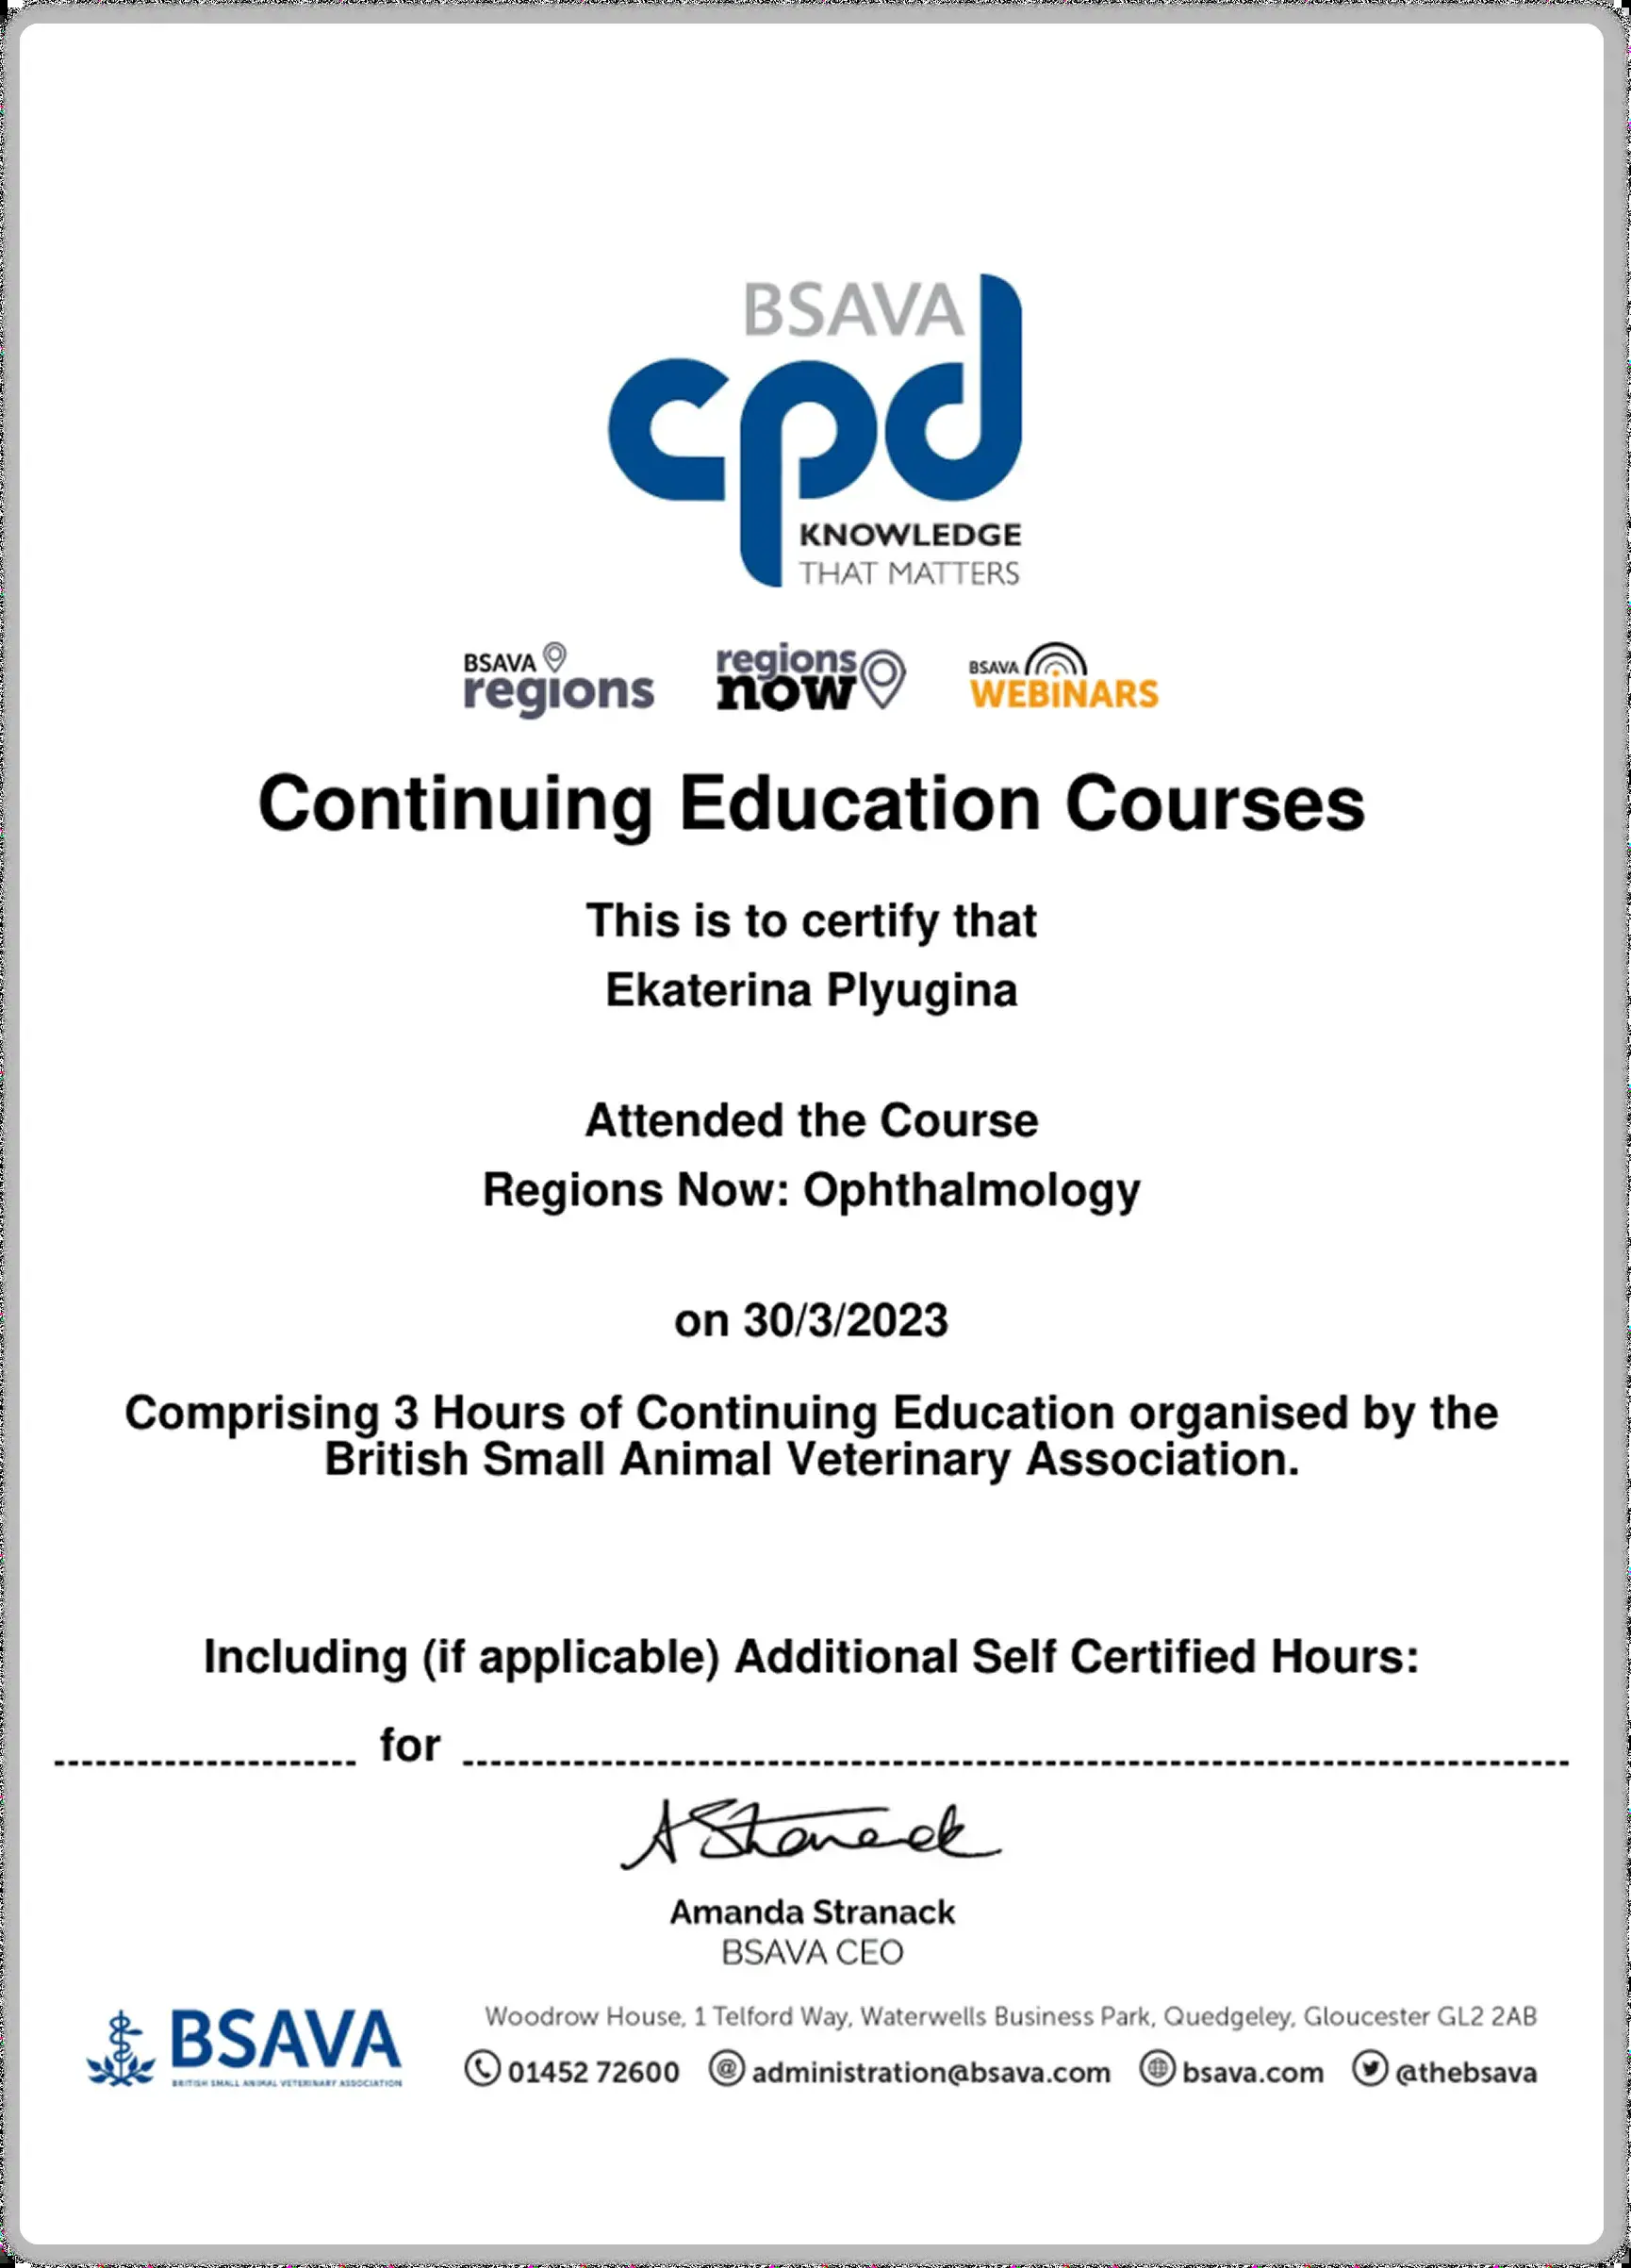 BSAVA
cpd
KNOWLEDGE
THAT MATTERS
BSAVA
regions
regions
now
BSAVA
WEBINARS
Continuing Education Courses
This is to certify that
Ekaterina Plyugina
Attended the Course
Regions Now: Ophthalmology
on 30/3/2023
Comprising 3 Hours of Continuing Education organised by the
British Small Animal Veterinary Association.
Including (if applicable) Additional Self Certified Hours:
---------------------- for --------------------------------------------------------------------------------
A Stranack
Amanda Stranack
BSAVA CEO
BSAVA
BRITISH SMALL ANIMAL VETERINARY ASSOCIATION
Woodrow House, 1 Telford Way, Waterwells Business Park, Quedgeley, Gloucester GL2 2AB
01452 72600 @ administration@bsava.com bsava.com @thebsava